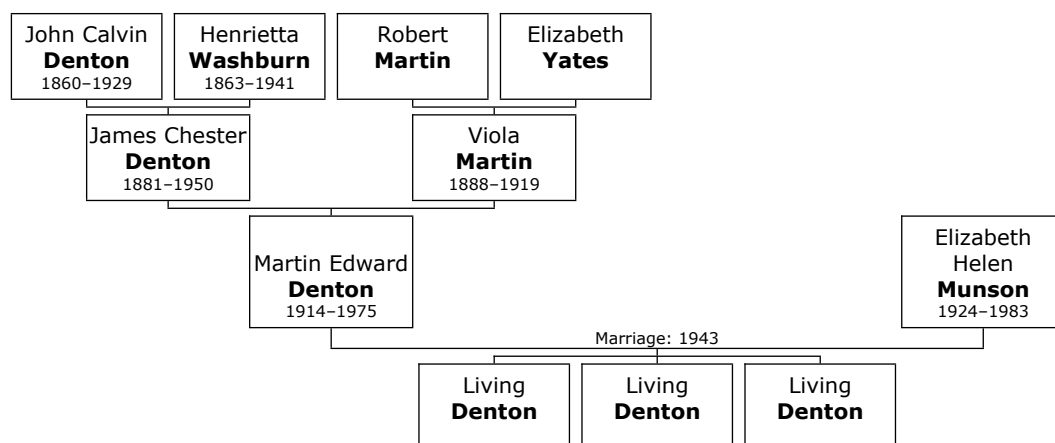 John Calvin
Denton
1860–1929
Henrietta
Washburn
1863–1941
Robert
Martin
Elizabeth
Yates
James Chester
Denton
1881–1950
Viola
Martin
1888–1919
Martin Edward
Denton
1914–1975
Elizabeth
Helen
Munson
1924–1983
Marriage: 1943
Living
Denton
Living
Denton
Living
Denton